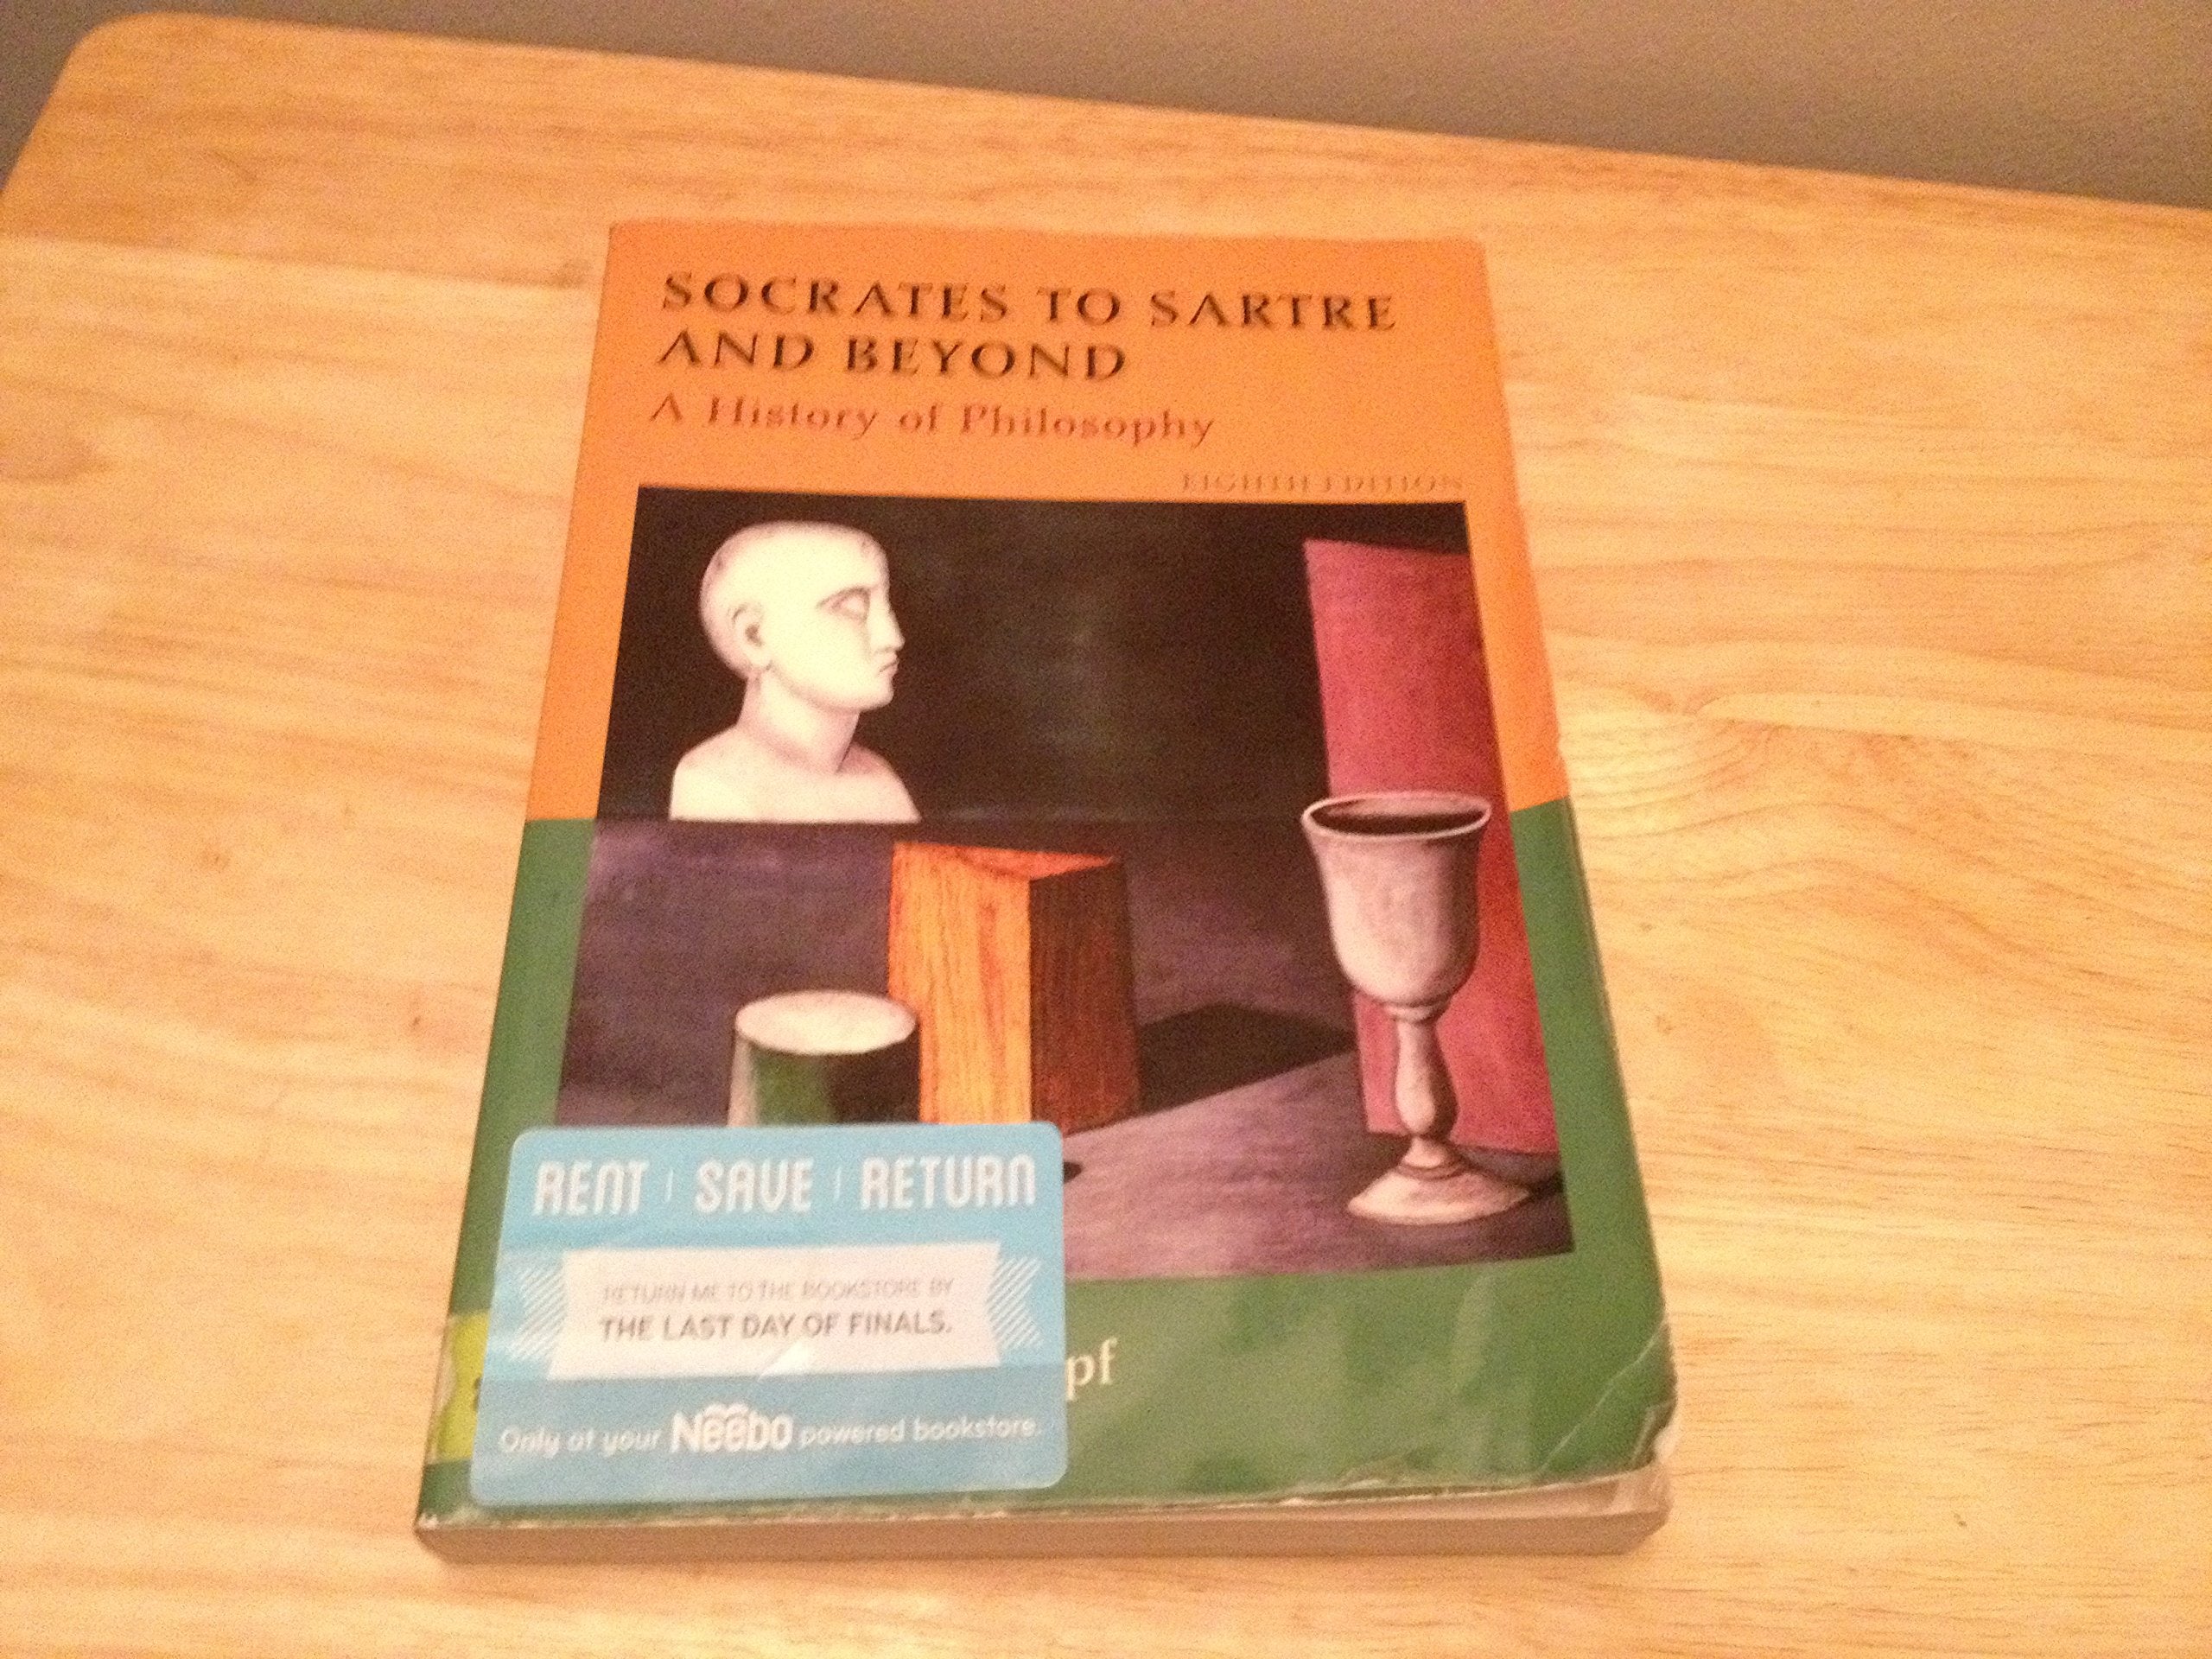 SOCRATES TO SARTRE
AND BEYOND
A History of Philosophy
EIGHTH EDITION
RENT | SAVE | RETURN
RETURN ME TO THE BOOKSTORE BY
THE LAST DAY OF FINALS.
pf
Only at your Neebo powered bookstore.